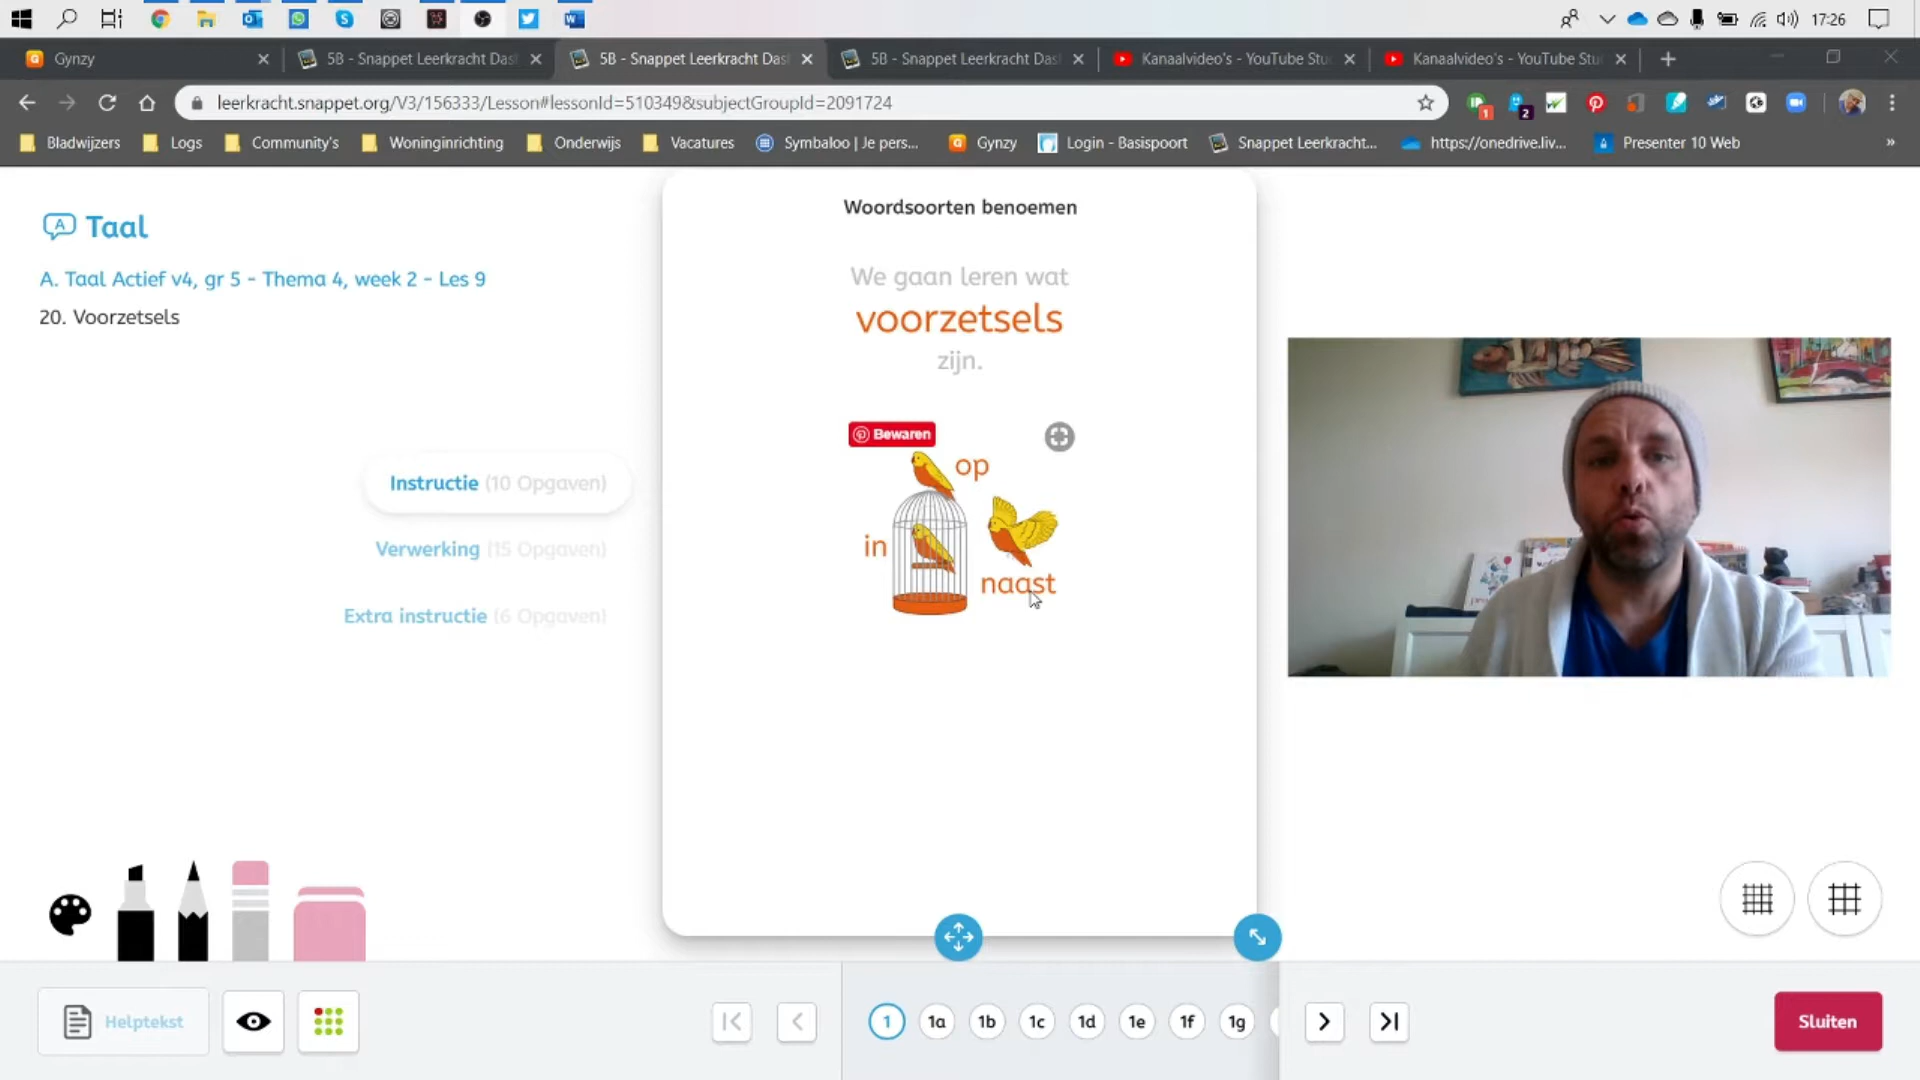 17:26
Gynzy
5B - Snappet Leerkracht Das
5B - Snappet Leerkracht Das
5B - Snappet Leerkracht Das
Kanaalvideo's - YouTube Stu
Kanaalvideo's - YouTube Stu
leerkracht.snappet.org/V3/156333/Lesson#lessonId=510349&subjectGroupId=2091724
1
2
Bladwijzers
Logs
Community's
Woninginrichting
Onderwijs
Vacatures
Symbaloo | Je pers...
Gynzy
Login - Basispoort
Snappet Leerkracht...
https://onedrive.liv...
Presenter 10 Web
»
A Taal
A. Taal Actief v4, gr 5 - Thema 4, week 2 - Les 9
20. Voorzetsels
Instructie (10 Opgaven)
Verwerking (15 Opgaven)
Extra instructie (6 Opgaven)
Woordsoorten benoemen
We gaan leren wat
voorzetsels
zijn.
Bewaren
op
in
naast
Helptekst
1
1a
1b
1c
1d
1e
1f
1g
Sluiten